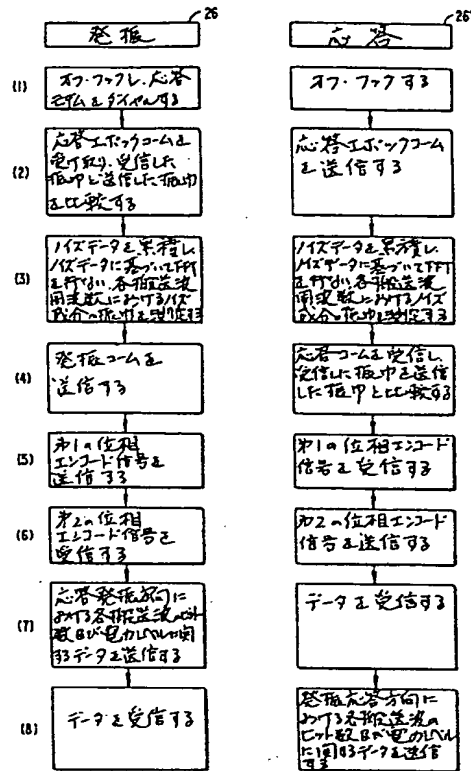 26
発振
(1)
オフ・フックし、応答
モデムをダイヤルする
(2)
応答エポックコームを
受け取り、受信した
振巾と送信した振巾
を比較する
(3)
ノイズデータを累積し、
ノイズデータに基づいてFFT
を行ない、各搬送波
周波数におけるノイズ
成分の振巾を決定する
(4)
発振コームを
送信する
(5)
第1の位相
エンコード信号を
送信する
(6)
第2の位相
エンコード信号を
受信する
(7)
応答発振方向に
おける各搬送波のビット
数及び電力レベルに関
するデータを送信する
(8)
データを受信する
26
応答
オフ・フックする
応答エポックコーム
を送信する
ノイズデータを累積し、
ノイズデータに基づいてFFT
を行ない、各搬送波
周波数におけるノイズ
成分の振巾を決定する
応答コームを受信し、
受信した振巾を送信
した振巾と比較する
第1の位相エンコード
信号を受信する
第2の位相エンコード
信号を送信する
データを受信する
発振応答方向に
おける各搬送波の
ビット数及び電力レベル
に関するデータを送信
する